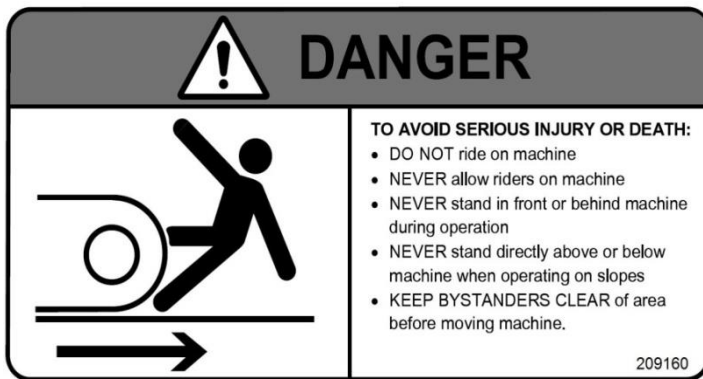 DANGER
TO AVOID SERIOUS INJURY OR DEATH:
• DO NOT ride on machine
• NEVER allow riders on machine
• NEVER stand in front or behind machine
during operation
• NEVER stand directly above or below
machine when operating on slopes
• KEEP BYSTANDERS CLEAR of area
before moving machine.
209160